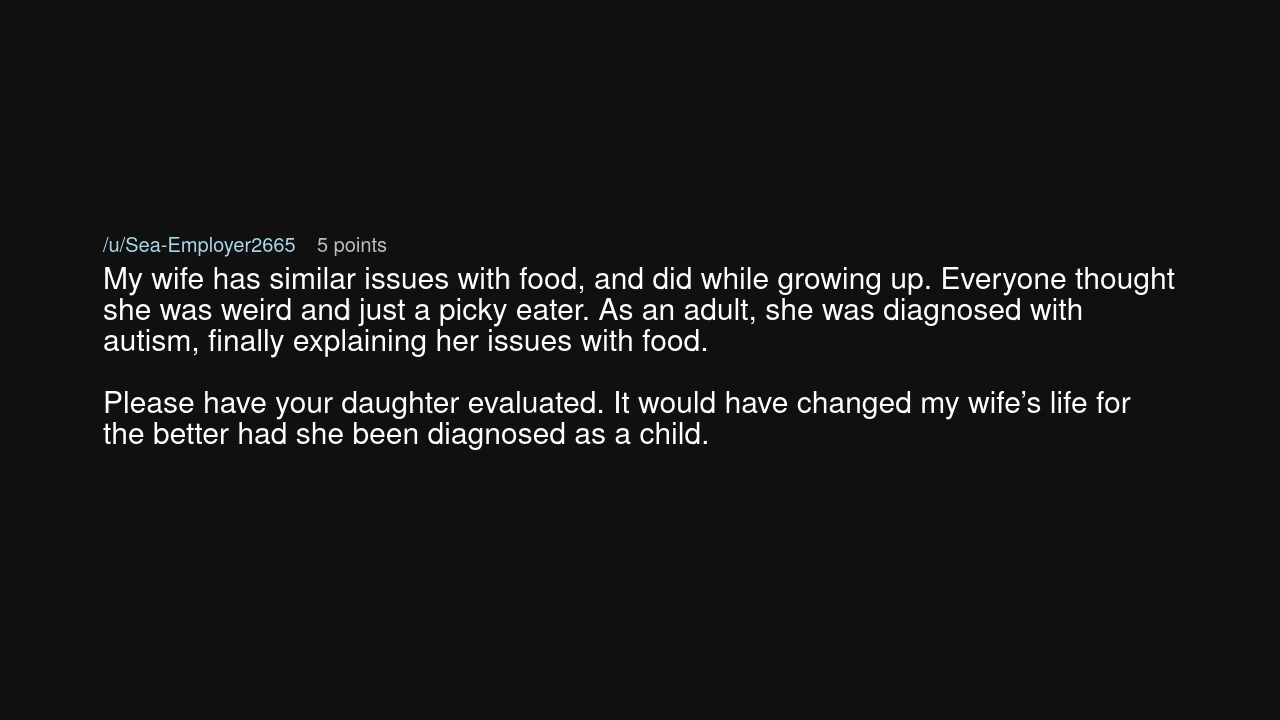 /u/Sea-Employer2665 5 points
My wife has similar issues with food, and did while growing up. Everyone thought
she was weird and just a picky eater. As an adult, she was diagnosed with
autism, finally explaining her issues with food.
Please have your daughter evaluated. It would have changed my wife’s life for
the better had she been diagnosed as a child.